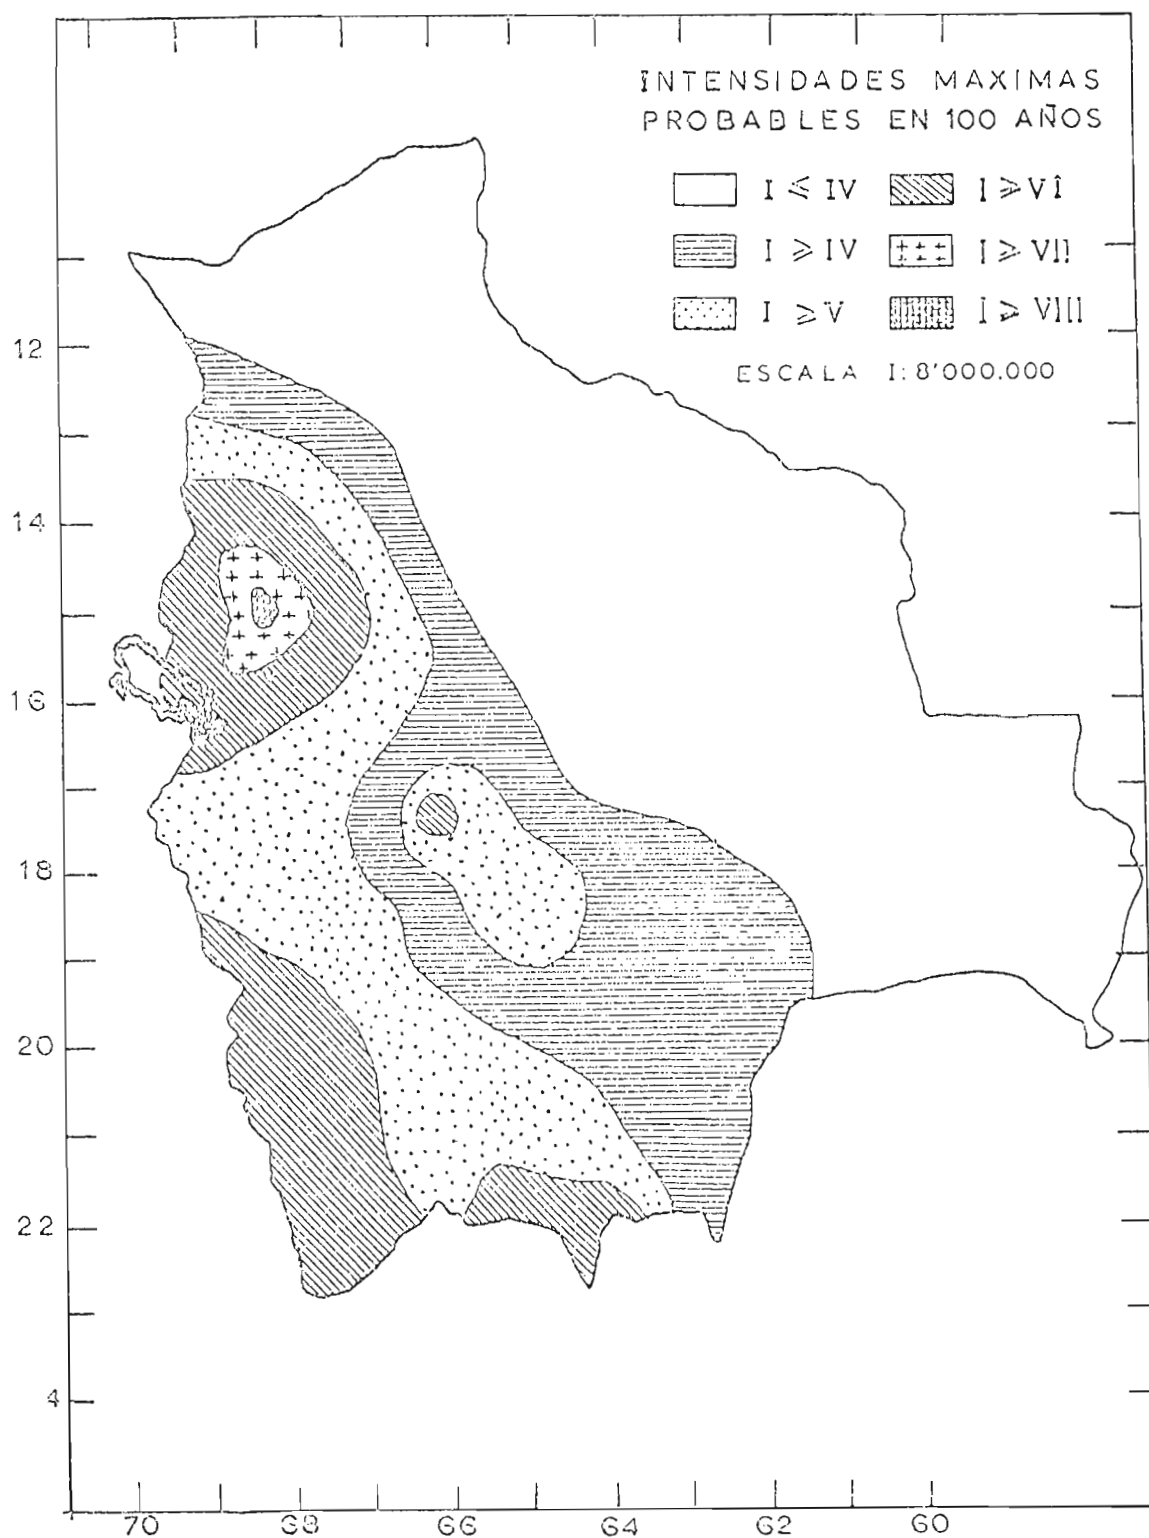 INTENSIDADES MAXIMAS
PROBABLES EN 100 AÑOS
I ⩽ IV
I ⩾ VI
I ⩾ IV
I ⩾ VII
I ⩾ V
I ⩾ VIII
ESCALA I:8'000.000
12
14
16
18
20
22
4
70 68 66 64 62 60